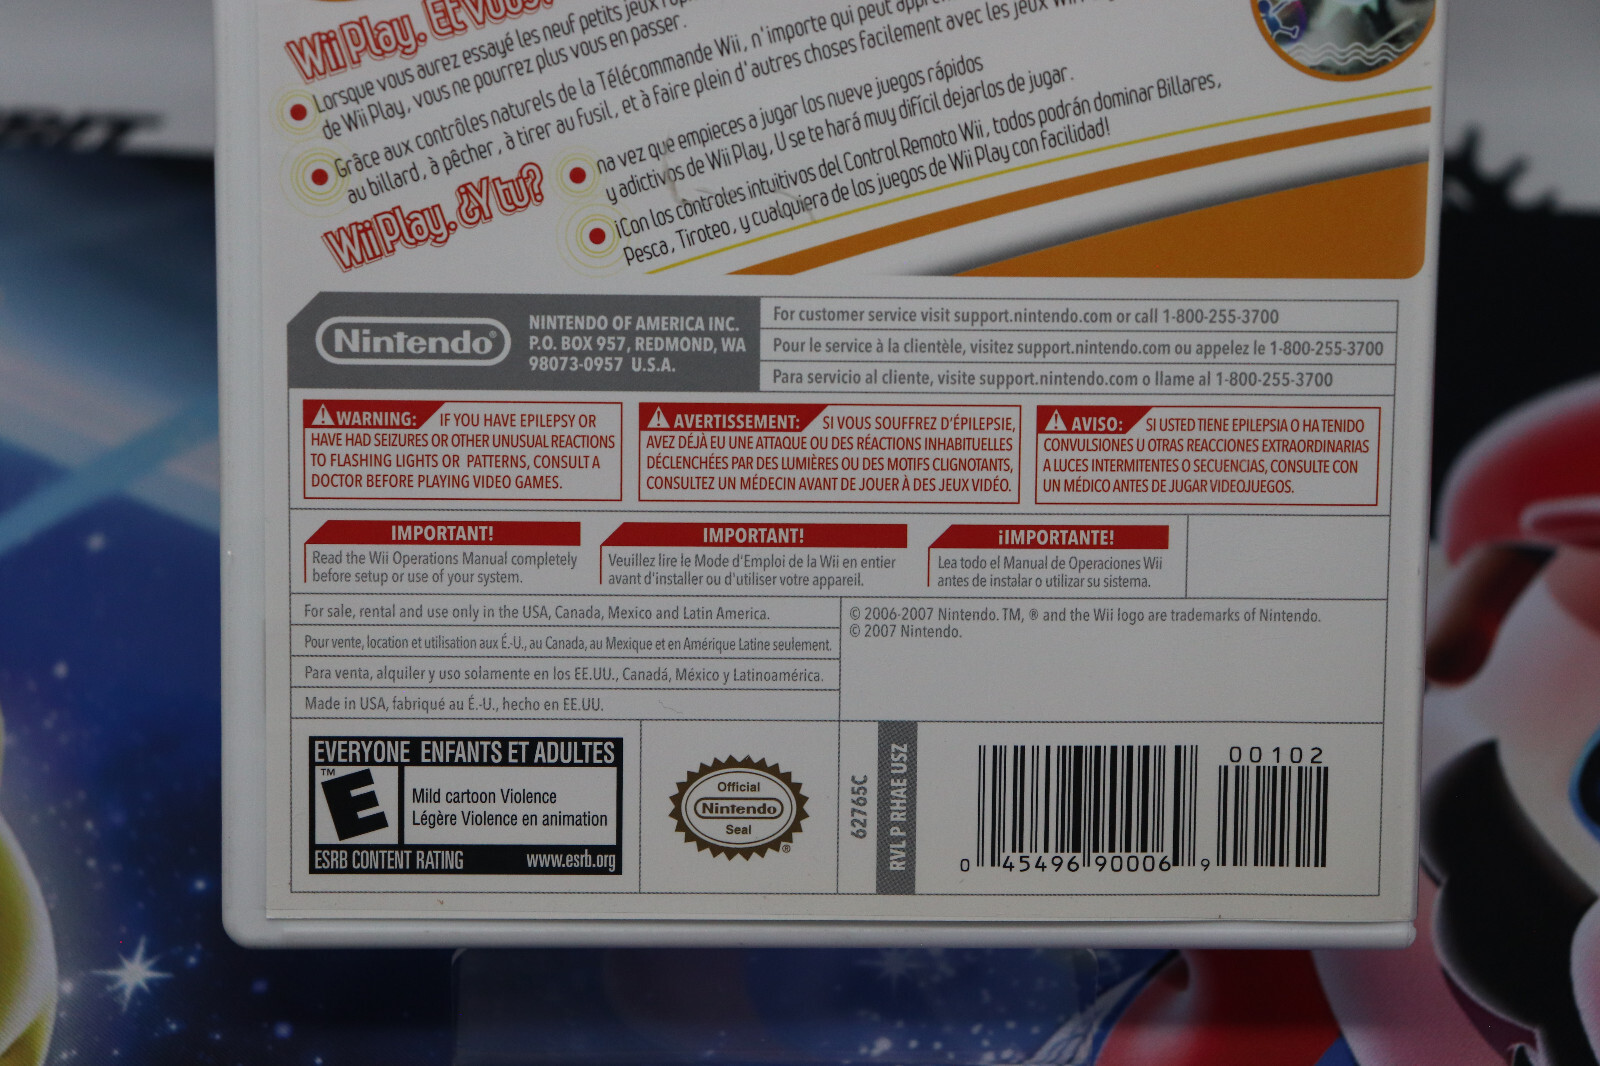 Wii Play. Et vous?
Lorsque vous aurez essayé les neuf petits jeux
de Wii Play, vous ne pourrez plus vous en passer.
Grâce aux contrôles naturels de la Télécommande Wii, n'importe qui peut
au billard, à pêcher, à tirer au fusil, et à faire plein d'autres choses facilement avec les jeux
Wii Play. ¿Y tú?
na vez que empieces a jugar los nueve juegos rápidos
y adictivos de Wii Play, U se te hará muy difícil dejarlos de jugar.
¡Con los controles intuitivos del Control Remoto Wii, todos podrán dominar Billares,
Pesca, Tiroteo, y cualquiera de los juegos de Wii Play con facilidad!
Nintendo®
NINTENDO OF AMERICA INC.
P.O. BOX 957, REDMOND, WA
98073-0957 U.S.A.
For customer service visit support.nintendo.com or call 1-800-255-3700
Pour le service à la clientèle, visitez support.nintendo.com ou appelez le 1-800-255-3700
Para servicio al cliente, visite support.nintendo.com o llame al 1-800-255-3700
WARNING: IF YOU HAVE EPILEPSY OR
HAVE HAD SEIZURES OR OTHER UNUSUAL REACTIONS
TO FLASHING LIGHTS OR PATTERNS, CONSULT A
DOCTOR BEFORE PLAYING VIDEO GAMES.
AVERTISSEMENT: SI VOUS SOUFFREZ D'ÉPILEPSIE,
AVEZ DÉJÀ EU UNE ATTAQUE OU DES RÉACTIONS INHABITUELLES
DÉCLENCHÉES PAR DES LUMIÈRES OU DES MOTIFS CLIGNOTANTS,
CONSULTEZ UN MÉDECIN AVANT DE JOUER À DES JEUX VIDÉO.
AVISO: SI USTED TIENE EPILEPSIA O HA TENIDO
CONVULSIONES U OTRAS REACCIONES EXTRAORDINARIAS
A LUCES INTERMITENTES O SECUENCIAS, CONSULTE CON
UN MÉDICO ANTES DE JUGAR VIDEOJUEGOS.
IMPORTANT!
Read the Wii Operations Manual completely
before setup or use of your system.
IMPORTANT!
Veuillez lire le Mode d'Emploi de la Wii en entier
avant d'installer ou d'utiliser votre appareil.
¡IMPORTANTE!
Lea todo el Manual de Operaciones Wii
antes de instalar o utilizar su sistema.
For sale, rental and use only in the USA, Canada, Mexico and Latin America.
Pour vente, location et utilisation aux É.-U., au Canada, au Mexique et en Amérique Latine seulement.
Para venta, alquiler y uso solamente en los EE.UU., Canadá, México y Latinoamérica.
Made in USA, fabriqué au É.-U., hecho en EE.UU.
© 2006-2007 Nintendo. TM, ® and the Wii logo are trademarks of Nintendo.
© 2007 Nintendo.
EVERYONE ENFANTS ET ADULTES
™
E
Mild cartoon Violence
Légère Violence en animation
ESRB CONTENT RATING www.esrb.org
Official
Nintendo
Seal
®
62765C
RVL P RHAE USZ
00102
0 45496 90006 9